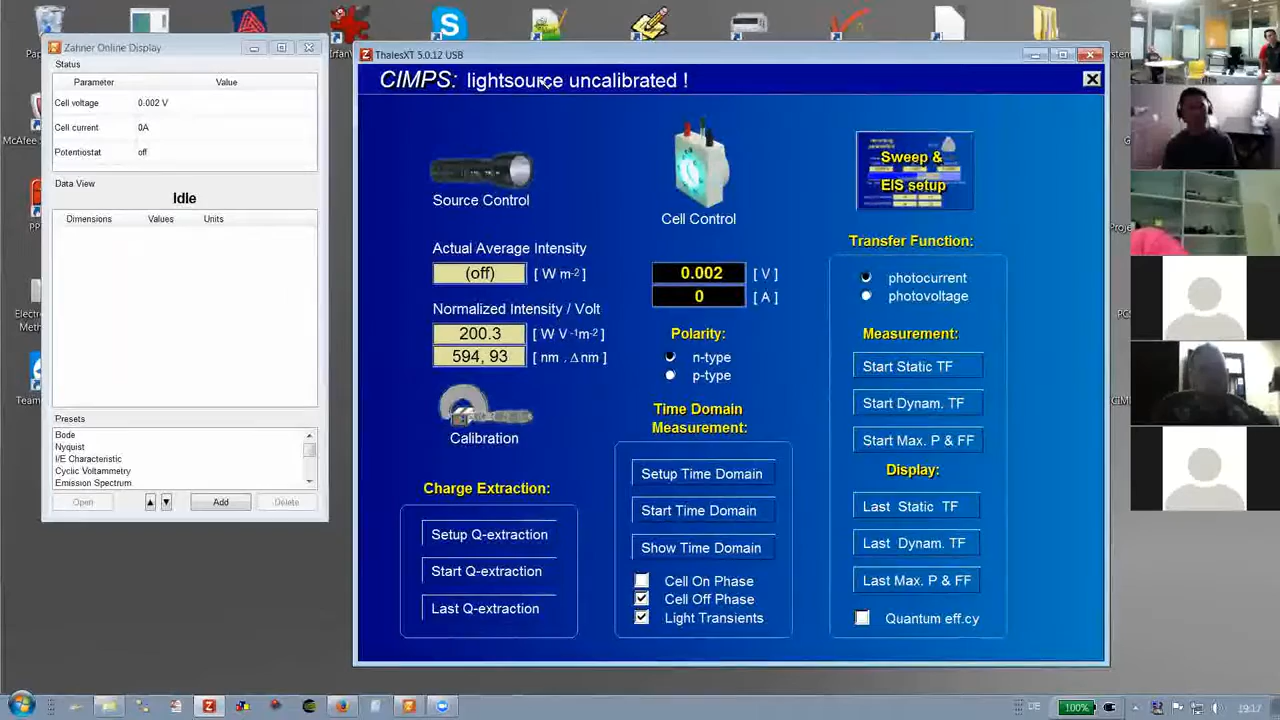 Zahner Online Display
Status
Parameter Value
Cell voltage 0.002 V
Cell current 0A
Potentiostat off
Data View
Idle
Dimensions Values Units
Presets
Bode
Nyquist
I/E Characteristic
Cyclic Voltammetry
Emission Spectrum
Open Add Delete
ThalesXT 5.0.12 USB
CIMPS: lightsource uncalibrated !
Source Control
Actual Average Intensity
(off) [ W m-2 ]
Normalized Intensity / Volt
200.3 [ W V -1m-2 ]
594, 93 [ nm , Δ nm ]
Calibration
Charge Extraction:
Setup Q-extraction
Start Q-extraction
Last Q-extraction
Cell Control
0.002 [ V ]
0 [ A ]
Polarity:
n-type
p-type
Time Domain
Measurement:
Setup Time Domain
Start Time Domain
Show Time Domain
Cell On Phase
Cell Off Phase
Light Transients
Sweep &
EIS setup
Transfer Function:
photocurrent
photovoltage
Measurement:
Start Static TF
Start Dynam. TF
Start Max. P & FF
Display:
Last Static TF
Last Dynam. TF
Last Max. P & FF
Quantum eff.cy
DE
100%
19:17